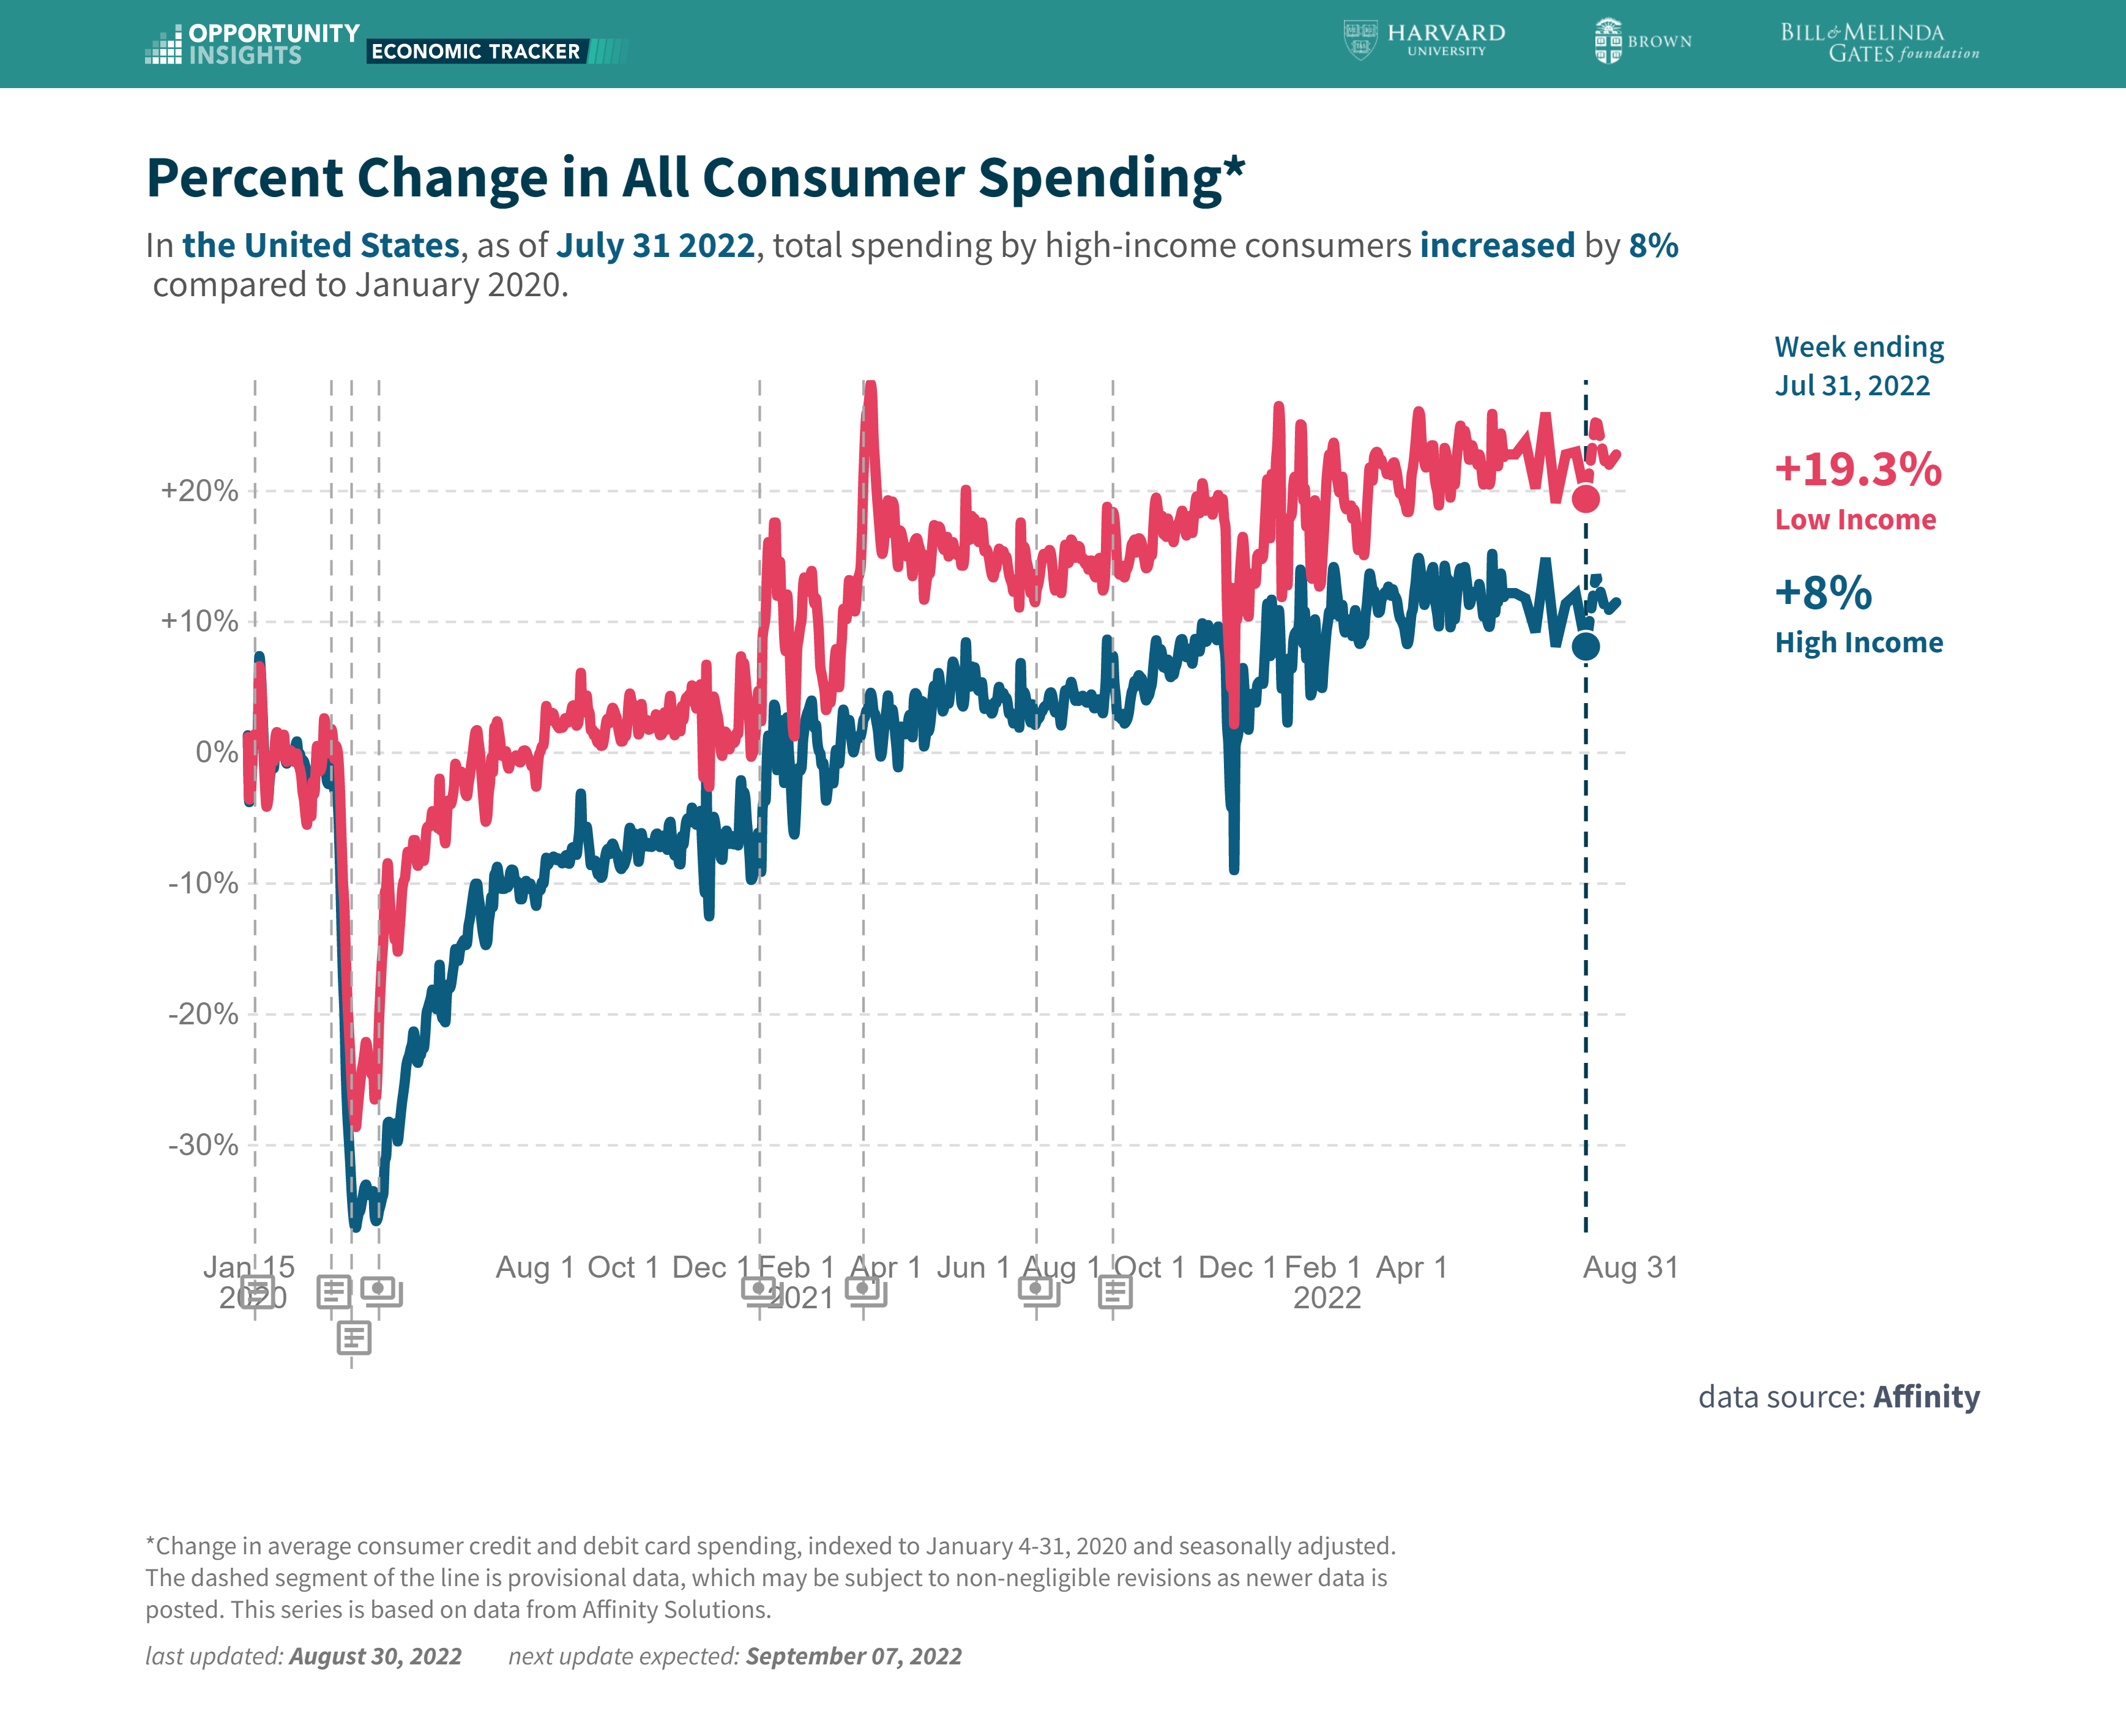 OPPORTUNITY
INSIGHTS
ECONOMIC TRACKER
HARVARD
UNIVERSITY
BROWN
BILL & MELINDA
GATES foundation
Percent Change in All Consumer Spending*
In the United States, as of July 31 2022, total spending by high-income consumers increased by 8%
compared to January 2020.
Week ending
Jul 31, 2022
+19.3%
Low Income
+8%
High Income
+20%
+10%
0%
-10%
-20%
-30%
Jan 15 Aug 1 Oct 1 Dec 1 Feb 1 Apr 1 Jun 1 Aug 1 Oct 1 Dec 1 Feb 1 Apr 1 Aug 31
2020 2021 2022
data source: Affinity
*Change in average consumer credit and debit card spending, indexed to January 4-31, 2020 and seasonally adjusted.
The dashed segment of the line is provisional data, which may be subject to non-negligible revisions as newer data is
posted. This series is based on data from Affinity Solutions.
last updated: August 30, 2022 next update expected: September 07, 2022